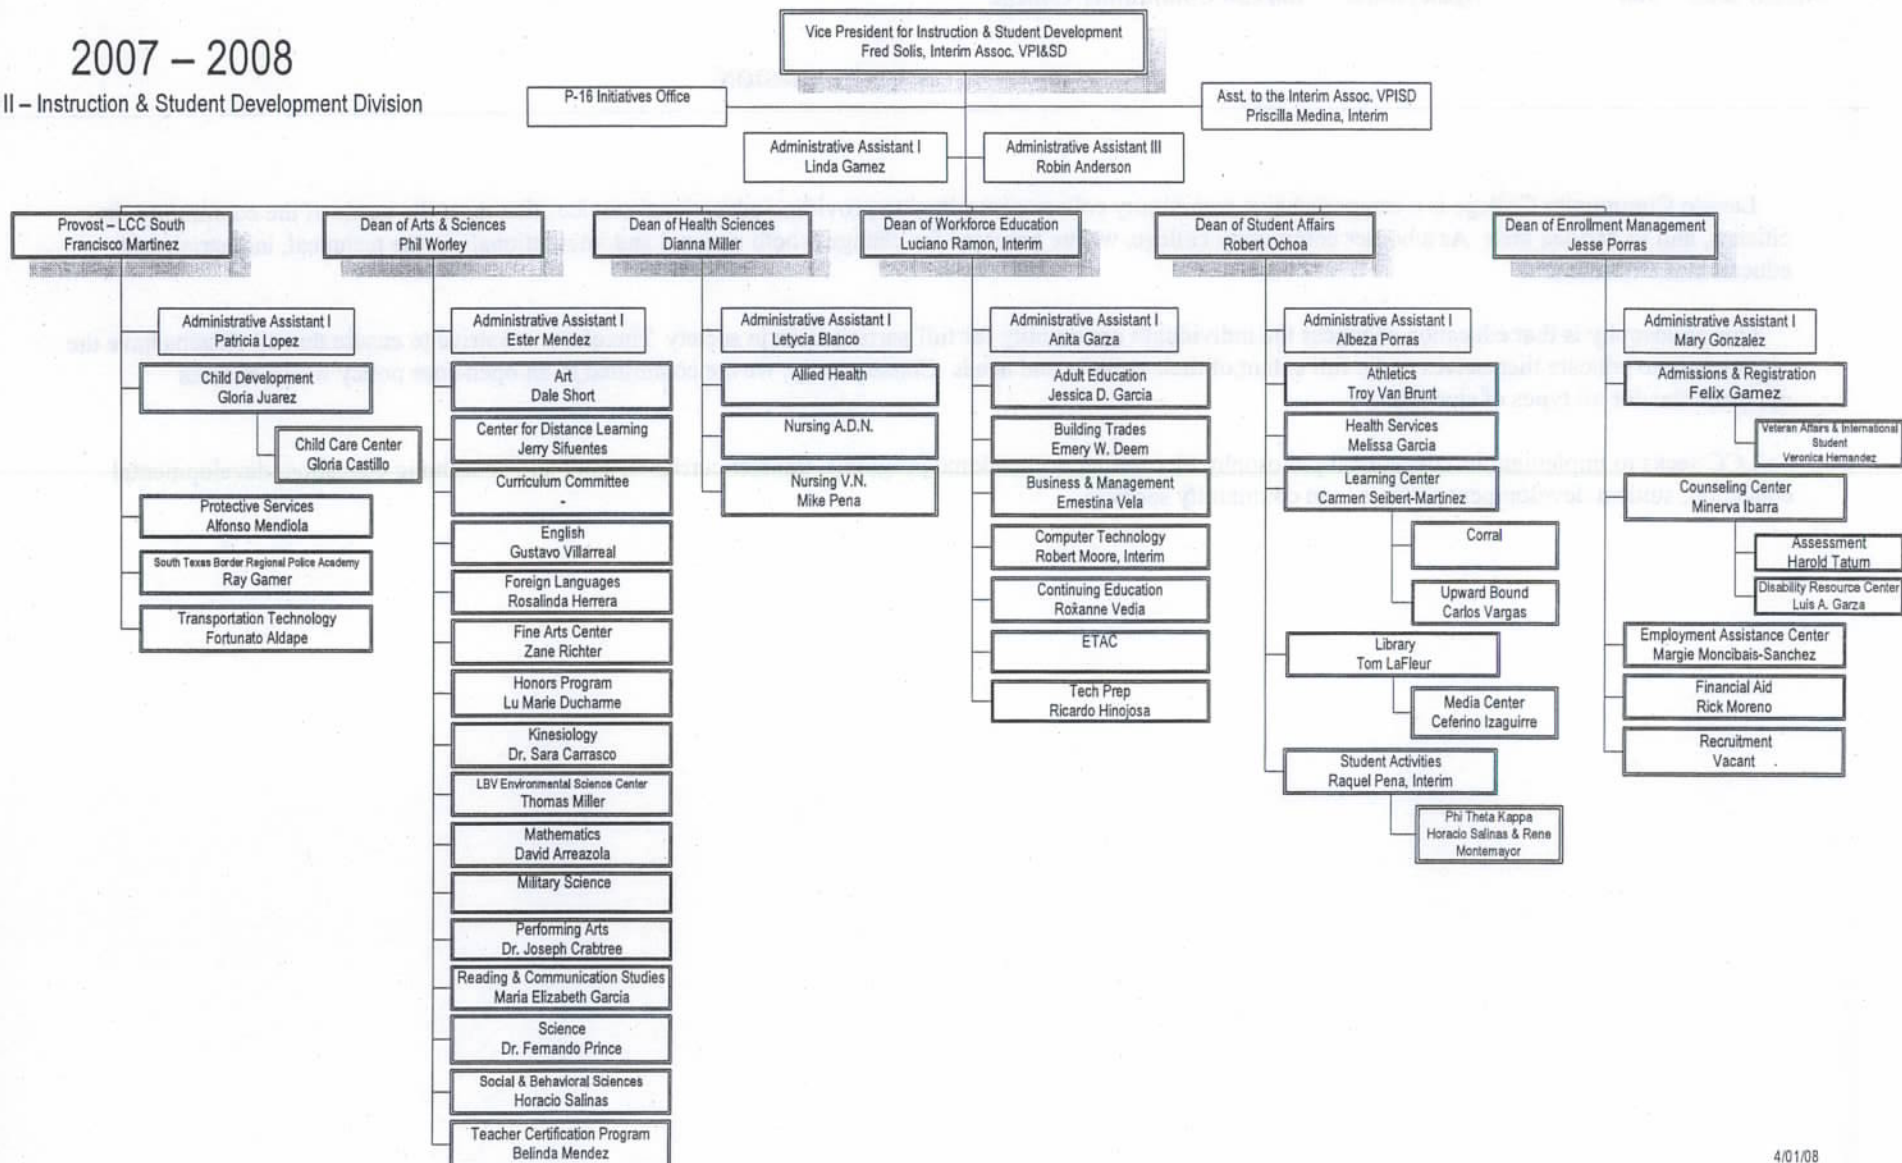 2007 – 2008
II – Instruction & Student Development Division
Vice President for Instruction & Student Development
Fred Solis, Interim Assoc. VPI&SD
P-16 Initiatives Office
Asst. to the Interim Assoc. VPISD
Priscilla Medina, Interim
Administrative Assistant I
Linda Gamez
Administrative Assistant III
Robin Anderson
Provost – LCC South
Francisco Martinez
Administrative Assistant I
Patricia Lopez
Child Development
Gloria Juarez
Child Care Center
Gloria Castillo
Protective Services
Alfonso Mendiola
South Texas Border Regional Police Academy
Ray Garner
Transportation Technology
Fortunato Aldape
Dean of Arts & Sciences
Phil Worley
Administrative Assistant I
Ester Mendez
Art
Dale Short
Center for Distance Learning
Jerry Sifuentes
Curriculum Committee
-
English
Gustavo Villarreal
Foreign Languages
Rosalinda Herrera
Fine Arts Center
Zane Richter
Honors Program
Lu Marie Ducharme
Kinesiology
Dr. Sara Carrasco
LBV Environmental Science Center
Thomas Miller
Mathematics
David Arreazola
Military Science
Performing Arts
Dr. Joseph Crabtree
Reading & Communication Studies
Maria Elizabeth Garcia
Science
Dr. Fernando Prince
Social & Behavioral Sciences
Horacio Salinas
Teacher Certification Program
Belinda Mendez
Dean of Health Sciences
Dianna Miller
Administrative Assistant I
Letycia Blanco
Allied Health
Nursing A.D.N.
Nursing V.N.
Mike Pena
Dean of Workforce Education
Luciano Ramon, Interim
Administrative Assistant I
Anita Garza
Adult Education
Jessica D. Garcia
Building Trades
Emery W. Deem
Business & Management
Ernestina Vela
Computer Technology
Robert Moore, Interim
Continuing Education
Roxanne Vedia
ETAC
Tech Prep
Ricardo Hinojosa
Dean of Student Affairs
Robert Ochoa
Administrative Assistant I
Albeza Porras
Athletics
Troy Van Brunt
Health Services
Melissa Garcia
Learning Center
Carmen Seibert-Martinez
Corral
Upward Bound
Carlos Vargas
Library
Tom LaFleur
Media Center
Ceferino Izaguirre
Student Activities
Raquel Pena, Interim
Phi Theta Kappa
Horacio Salinas & Rene
Montemayor
Dean of Enrollment Management
Jesse Porras
Administrative Assistant I
Mary Gonzalez
Admissions & Registration
Felix Gamez
Veteran Affairs & International
Student
Veronica Hernandez
Counseling Center
Minerva Ibarra
Assessment
Harold Tatum
Disability Resource Center
Luis A. Garza
Employment Assistance Center
Margie Moncibais-Sanchez
Financial Aid
Rick Moreno
Recruitment
Vacant
4/01/08